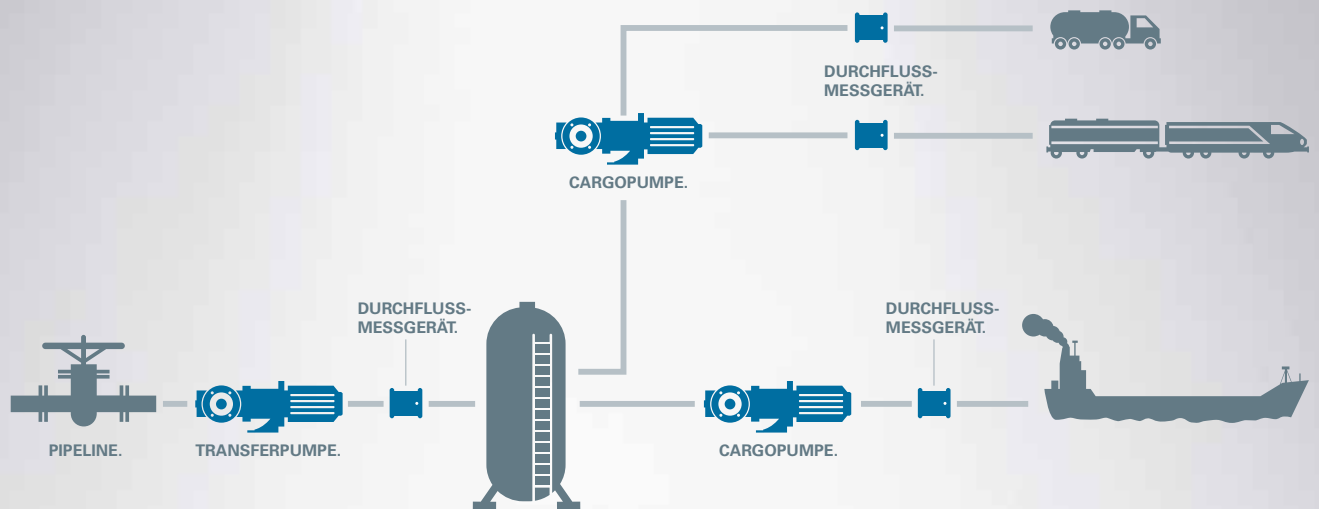 DURCHFLUSS-
MESSGERÄT.
CARGOPUMPE.
DURCHFLUSS-
MESSGERÄT.
DURCHFLUSS-
MESSGERÄT.
PIPELINE.
TRANSFERPUMPE.
CARGOPUMPE.